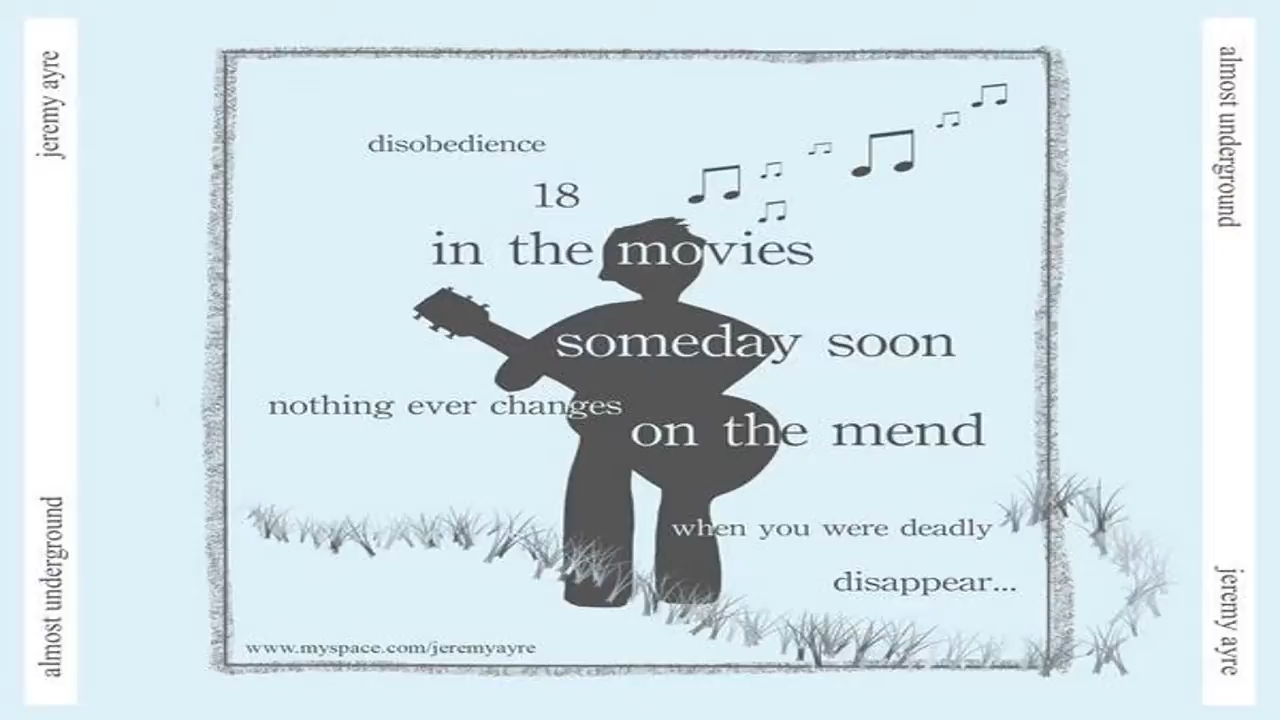 jeremy ayre
almost underground
disobedience
18
in the movies
someday soon
nothing ever changes
on the mend
when you were deadly
disappear...
www.myspace.com/jeremyayre
almost underground
jeremy ayre